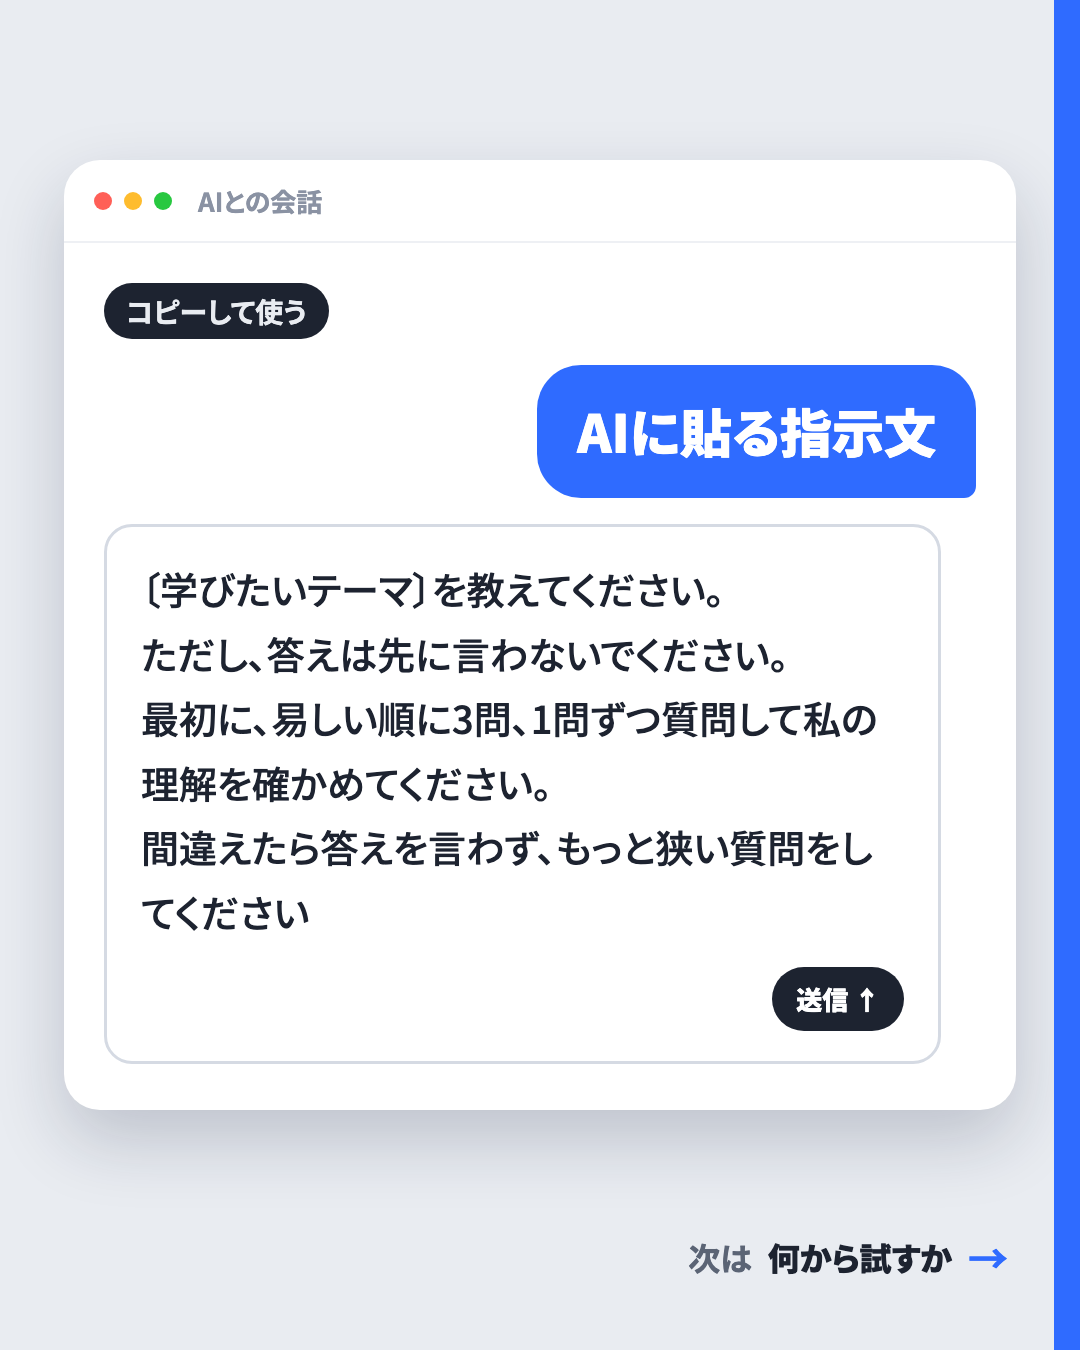 AIとの会話
コピーして使う
AIに貼る指示文
〔学びたいテーマ〕を教えてください。
ただし、答えは先に言わないでください。
最初に、易しい順に3問、1問ずつ質問して私の
理解を確かめてください。
間違えたら答えを言わず、もっと狭い質問をし
てください
送信 ↑
次は 何から試すか →